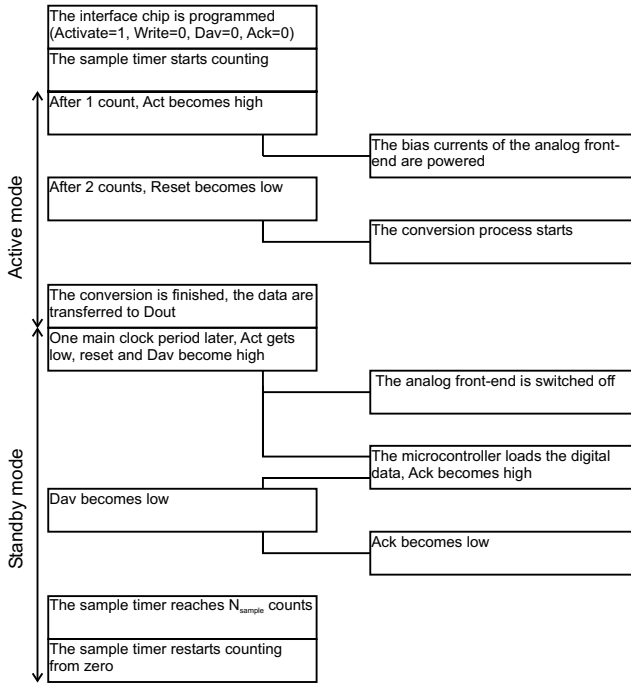 The interface chip is programmed
(Activate=1, Write=0, Dav=0, Ack=0)
The sample timer starts counting
After 1 count, Act becomes high
The bias currents of the analog front-
end are powered
After 2 counts, Reset becomes low
The conversion process starts
The conversion is finished, the data are
transferred to Dout
One main clock period later, Act gets
low, reset and Dav become high
The analog front-end is switched off
The microcontroller loads the digital
data, Ack becomes high
Dav becomes low
Ack becomes low
The sample timer reaches Nsample counts
The sample timer restarts counting
from zero
Active mode
Standby mode